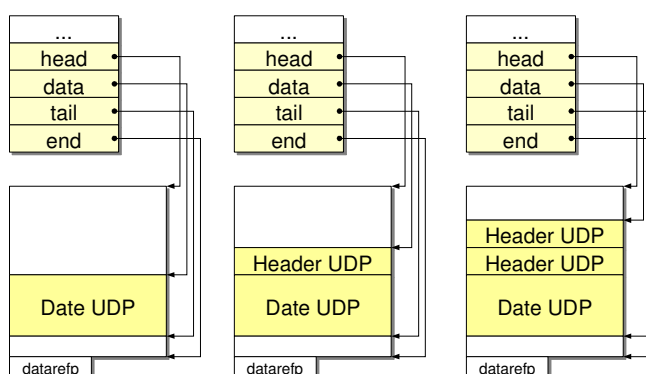 ...
head
data
tail
end
Date UDP
datarefp
...
head
data
tail
end
Header UDP
Date UDP
datarefp
...
head
data
tail
end
Header UDP
Header UDP
Date UDP
datarefp